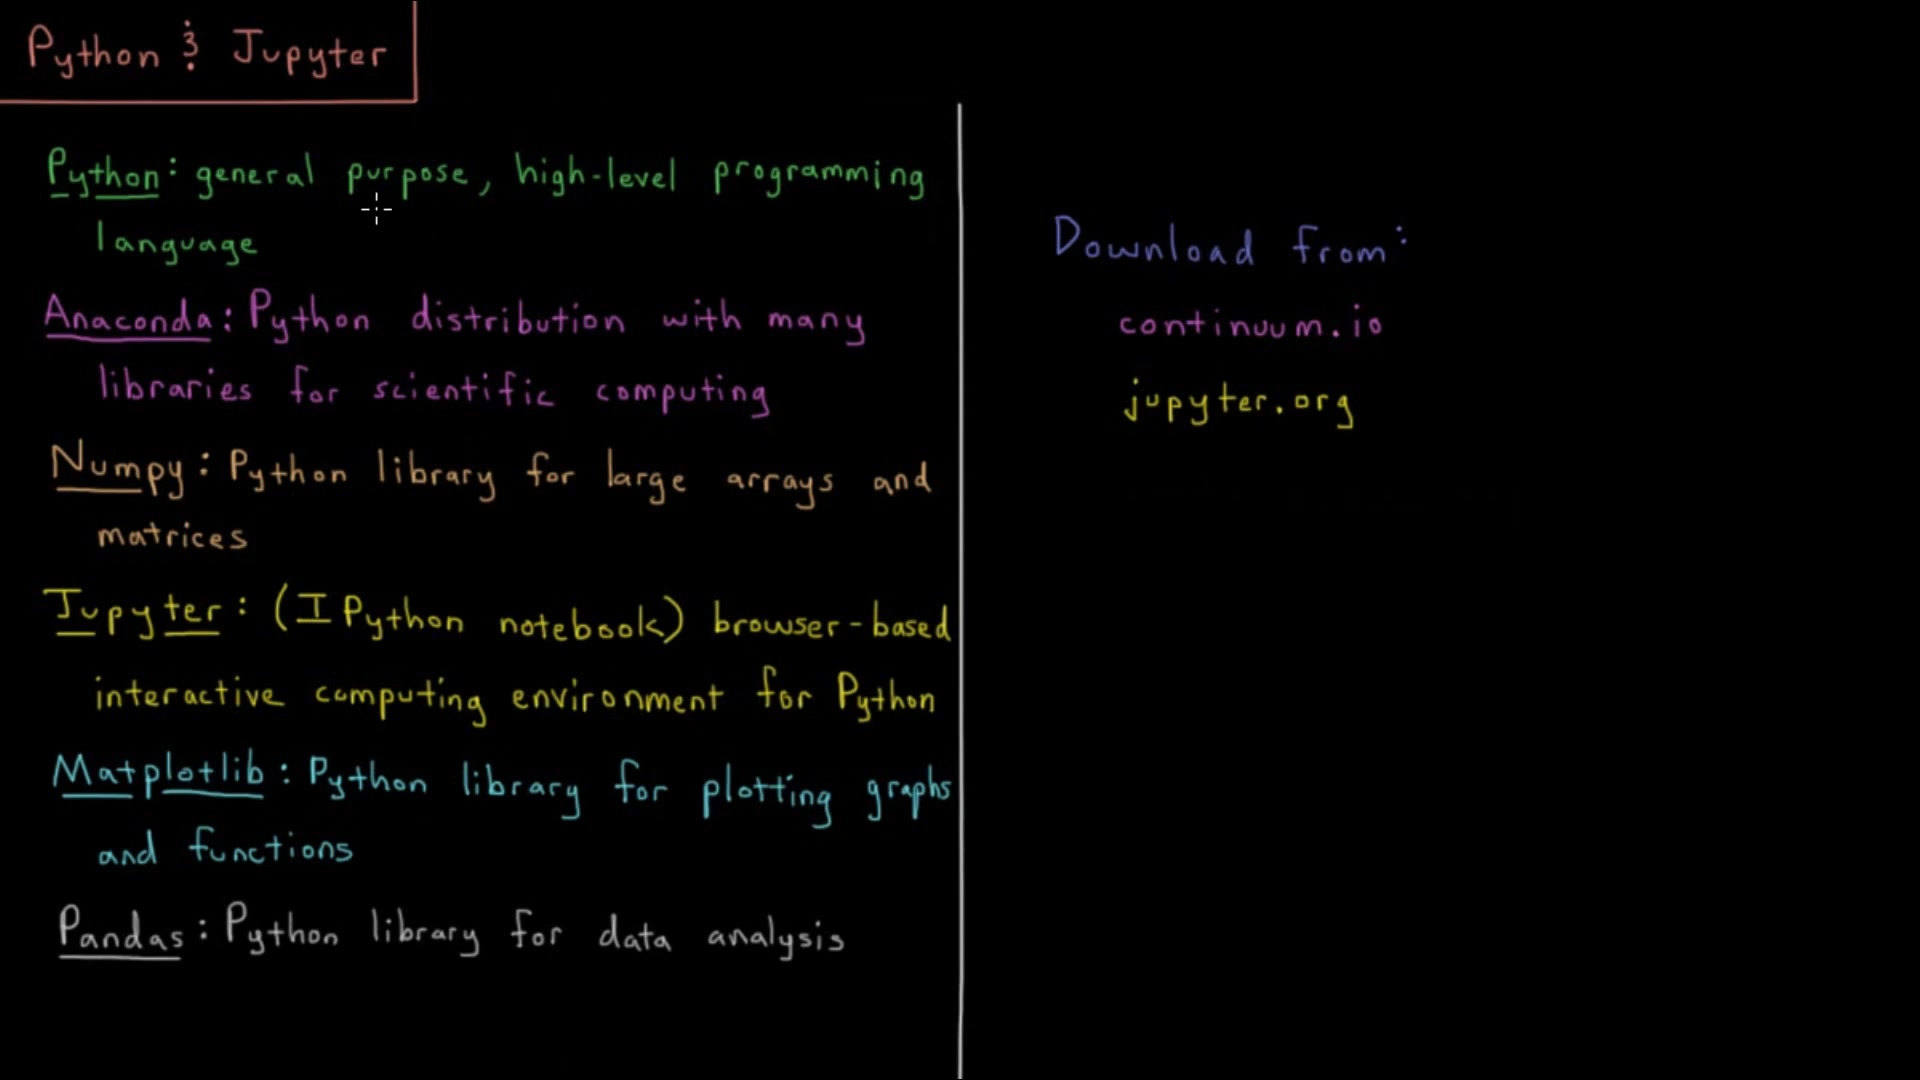 Python & Jupyter
Python: general purpose, high-level programming
language
Anaconda: Python distribution with many
libraries for scientific computing
Numpy: Python library for large arrays and
matrices
Jupyter: (I Python notebook) browser-based
interactive computing environment for Python
Matplotlib: Python library for plotting graphs
and functions
Pandas: Python library for data analysis
Download from:
continuum.io
jupyter.org